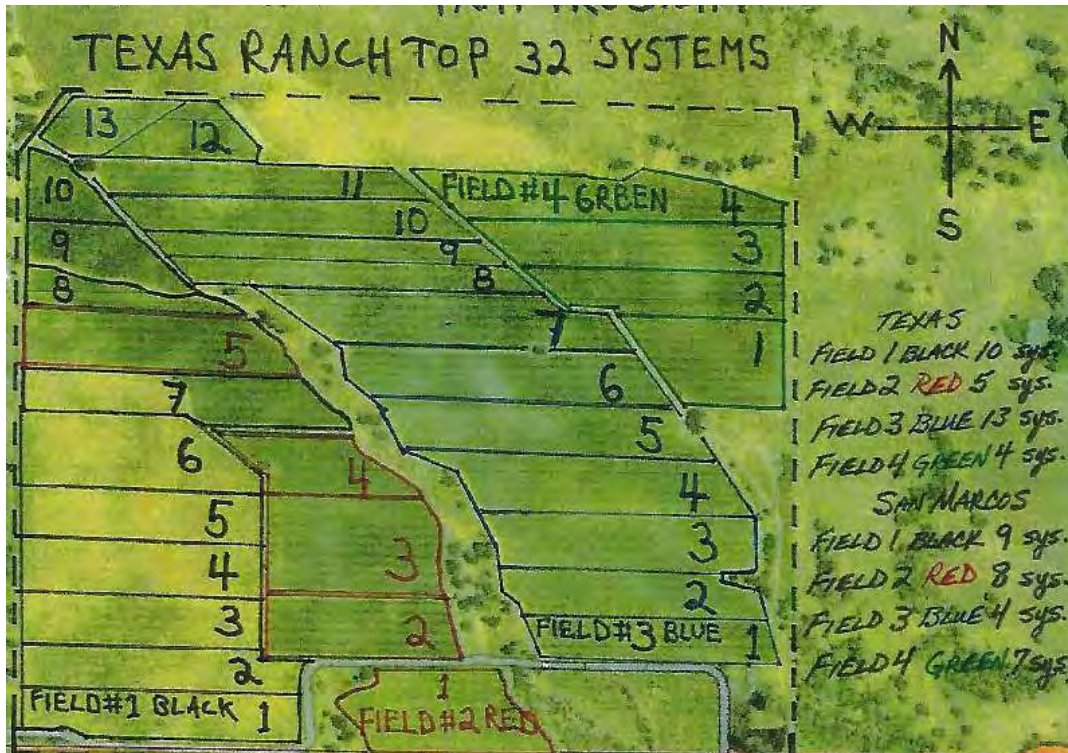 TEXAS RANCH TOP 32 SYSTEMS
N
W E
S
13
12
11
10
9
8
7
6
5
4
3
2
FIELD#3 BLUE 1
FIELD#4 GREEN 4
3
2
1
10
9
8
7
6
5
4
3
2
FIELD#1 BLACK 1
5
4
3
2
1
FIELD#2 RED
TEXAS
FIELD 1 BLACK 10 sys.
FIELD 2 RED 5 sys.
FIELD 3 BLUE 13 sys.
FIELD 4 GREEN 4 sys.
SAN MARCOS
FIELD 1 BLACK 9 sys.
FIELD 2 RED 8 sys.
FIELD 3 BLUE 4 sys.
FIELD 4 GREEN 7 sys.